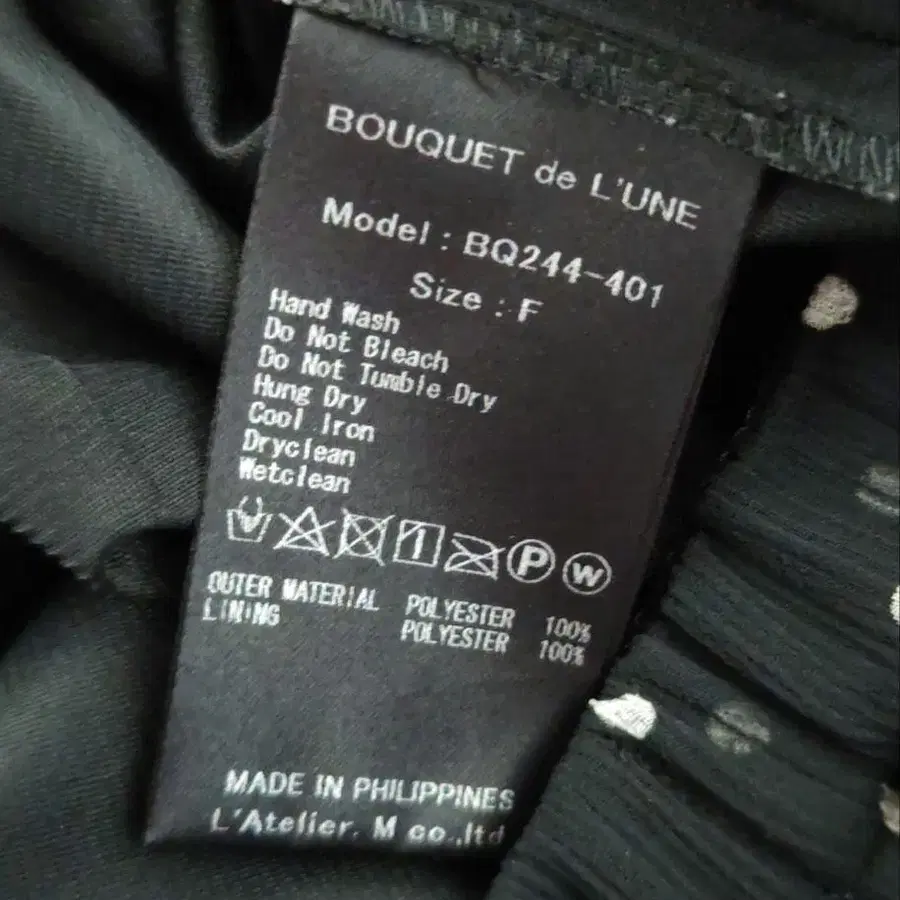 BOUQUET de L'UNE
Model : BQ244-401
Size : F
Hand Wash
Do Not Bleach
Do Not Tumble Dry
Hung Dry
Cool Iron
Dryclean
Wetclean
P W
OUTER MATERIAL POLYESTER 100%
LINING POLYESTER 100%
MADE IN PHILIPPINES
L'Atelier. M co.,ltd